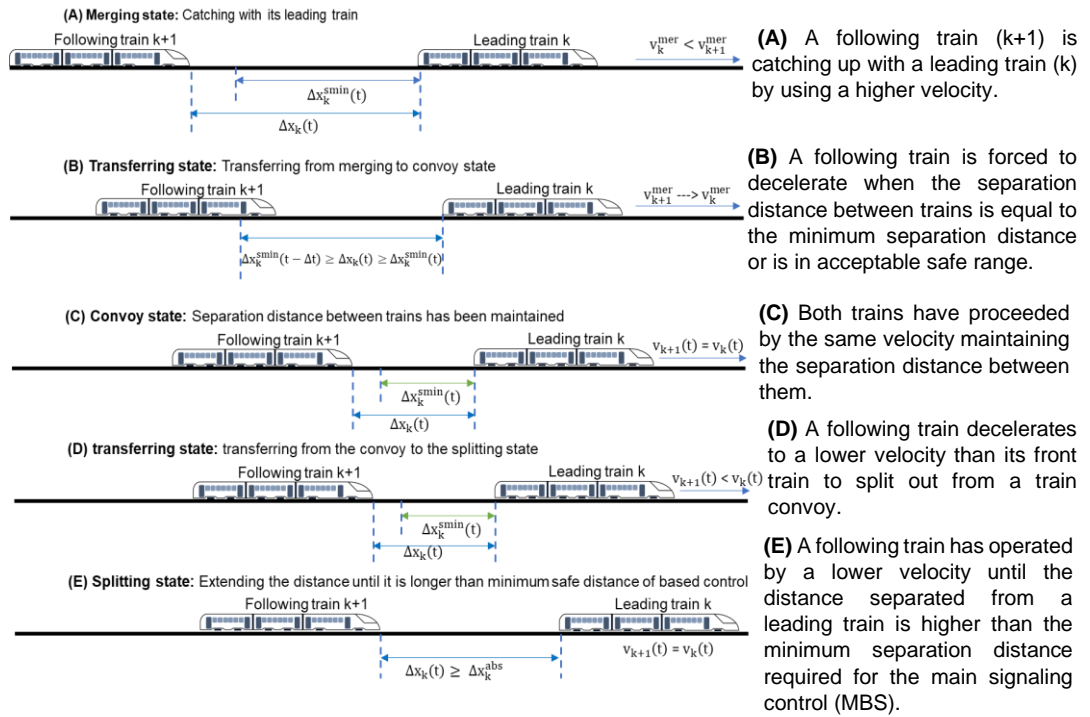 (A) Merging state: Catching with its leading train
Following train k+1
Leading train k
v_k^mer < v_{k+1}^mer
Δx_k^smin(t)
Δx_k(t)
(A) A following train (k+1) is
catching up with a leading train (k)
by using a higher velocity.
(B) Transferring state: Transferring from merging to convoy state
Following train k+1
Leading train k
v_{k+1}^mer ---> v_k^mer
Δx_k^smin(t − Δt) ≥ Δx_k(t) ≥ Δx_k^smin(t)
(B) A following train is forced to
decelerate when the separation
distance between trains is equal to
the minimum separation distance
or is in acceptable safe range.
(C) Convoy state: Separation distance between trains has been maintained
Following train k+1
Leading train k
v_{k+1}(t) = v_k(t)
Δx_k^smin(t)
Δx_k(t)
(C) Both trains have proceeded
by the same velocity maintaining
the separation distance between
them.
(D) transferring state: transferring from the convoy to the splitting state
Following train k+1
Leading train k
v_{k+1}(t) < v_k(t)
Δx_k^smin(t)
Δx_k(t)
(D) A following train decelerates
to a lower velocity than its front
train to split out from a train
convoy.
(E) Splitting state: Extending the distance until it is longer than minimum safe distance of based control
Following train k+1
Leading train k
v_{k+1}(t) = v_k(t)
Δx_k(t) ≥ Δx_k^abs
(E) A following train has operated
by a lower velocity until the
distance separated from a
leading train is higher than the
minimum separation distance
required for the main signaling
control (MBS).